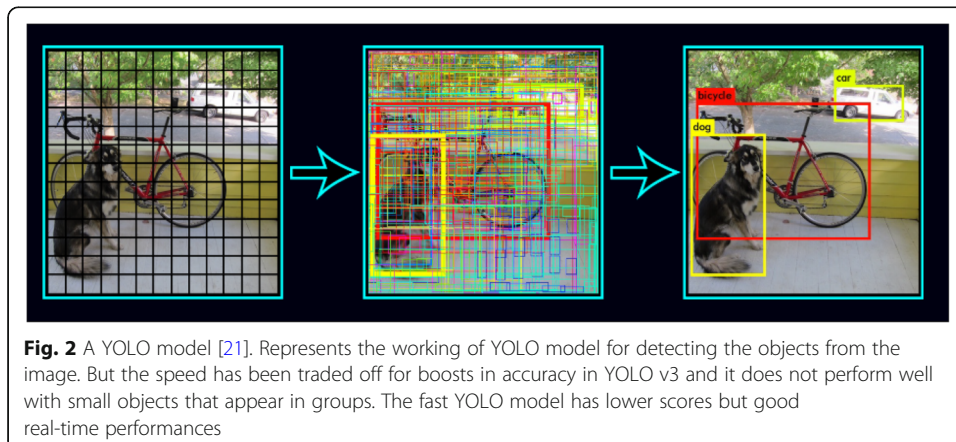 car
bicycle
dog
Fig. 2 A YOLO model [21]. Represents the working of YOLO model for detecting the objects from the
image. But the speed has been traded off for boosts in accuracy in YOLO v3 and it does not perform well
with small objects that appear in groups. The fast YOLO model has lower scores but good
real-time performances